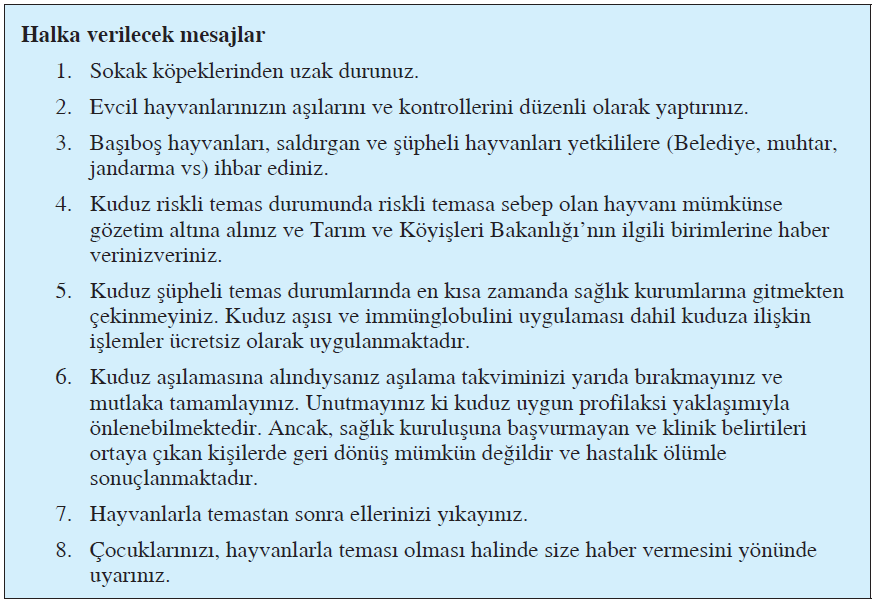 Halka verilecek mesajlar
1. Sokak köpeklerinden uzak durunuz.
2. Evcil hayvanlarınızın aşılarını ve kontrollerini düzenli olarak yaptırınız.
3. Başıboş hayvanları, saldırgan ve şüpheli hayvanları yetkililere (Belediye, muhtar,
jandarma vs) ihbar ediniz.
4. Kuduz riskli temas durumunda riskli temasa sebep olan hayvanı mümkünse
gözetim altına alınız ve Tarım ve Köyişleri Bakanlığı’nın ilgili birimlerine haber
verinizveriniz.
5. Kuduz şüpheli temas durumlarında en kısa zamanda sağlık kurumlarına gitmekten
çekinmeyiniz. Kuduz aşısı ve immünglobulini uygulaması dahil kuduza ilişkin
işlemler ücretsiz olarak uygulanmaktadır.
6. Kuduz aşılamasına alındıysanız aşılama takviminizi yarıda bırakmayınız ve
mutlaka tamamlayınız. Unutmayınız ki kuduz uygun profilaksi yaklaşımıyla
önlenebilmektedir. Ancak, sağlık kuruluşuna başvurmayan ve klinik belirtileri
ortaya çıkan kişilerde geri dönüş mümkün değildir ve hastalık ölümle
sonuçlanmaktadır.
7. Hayvanlarla temastan sonra ellerinizi yıkayınız.
8. Çocuklarınızı, hayvanlarla teması olması halinde size haber vermesini yönünde
uyarınız.